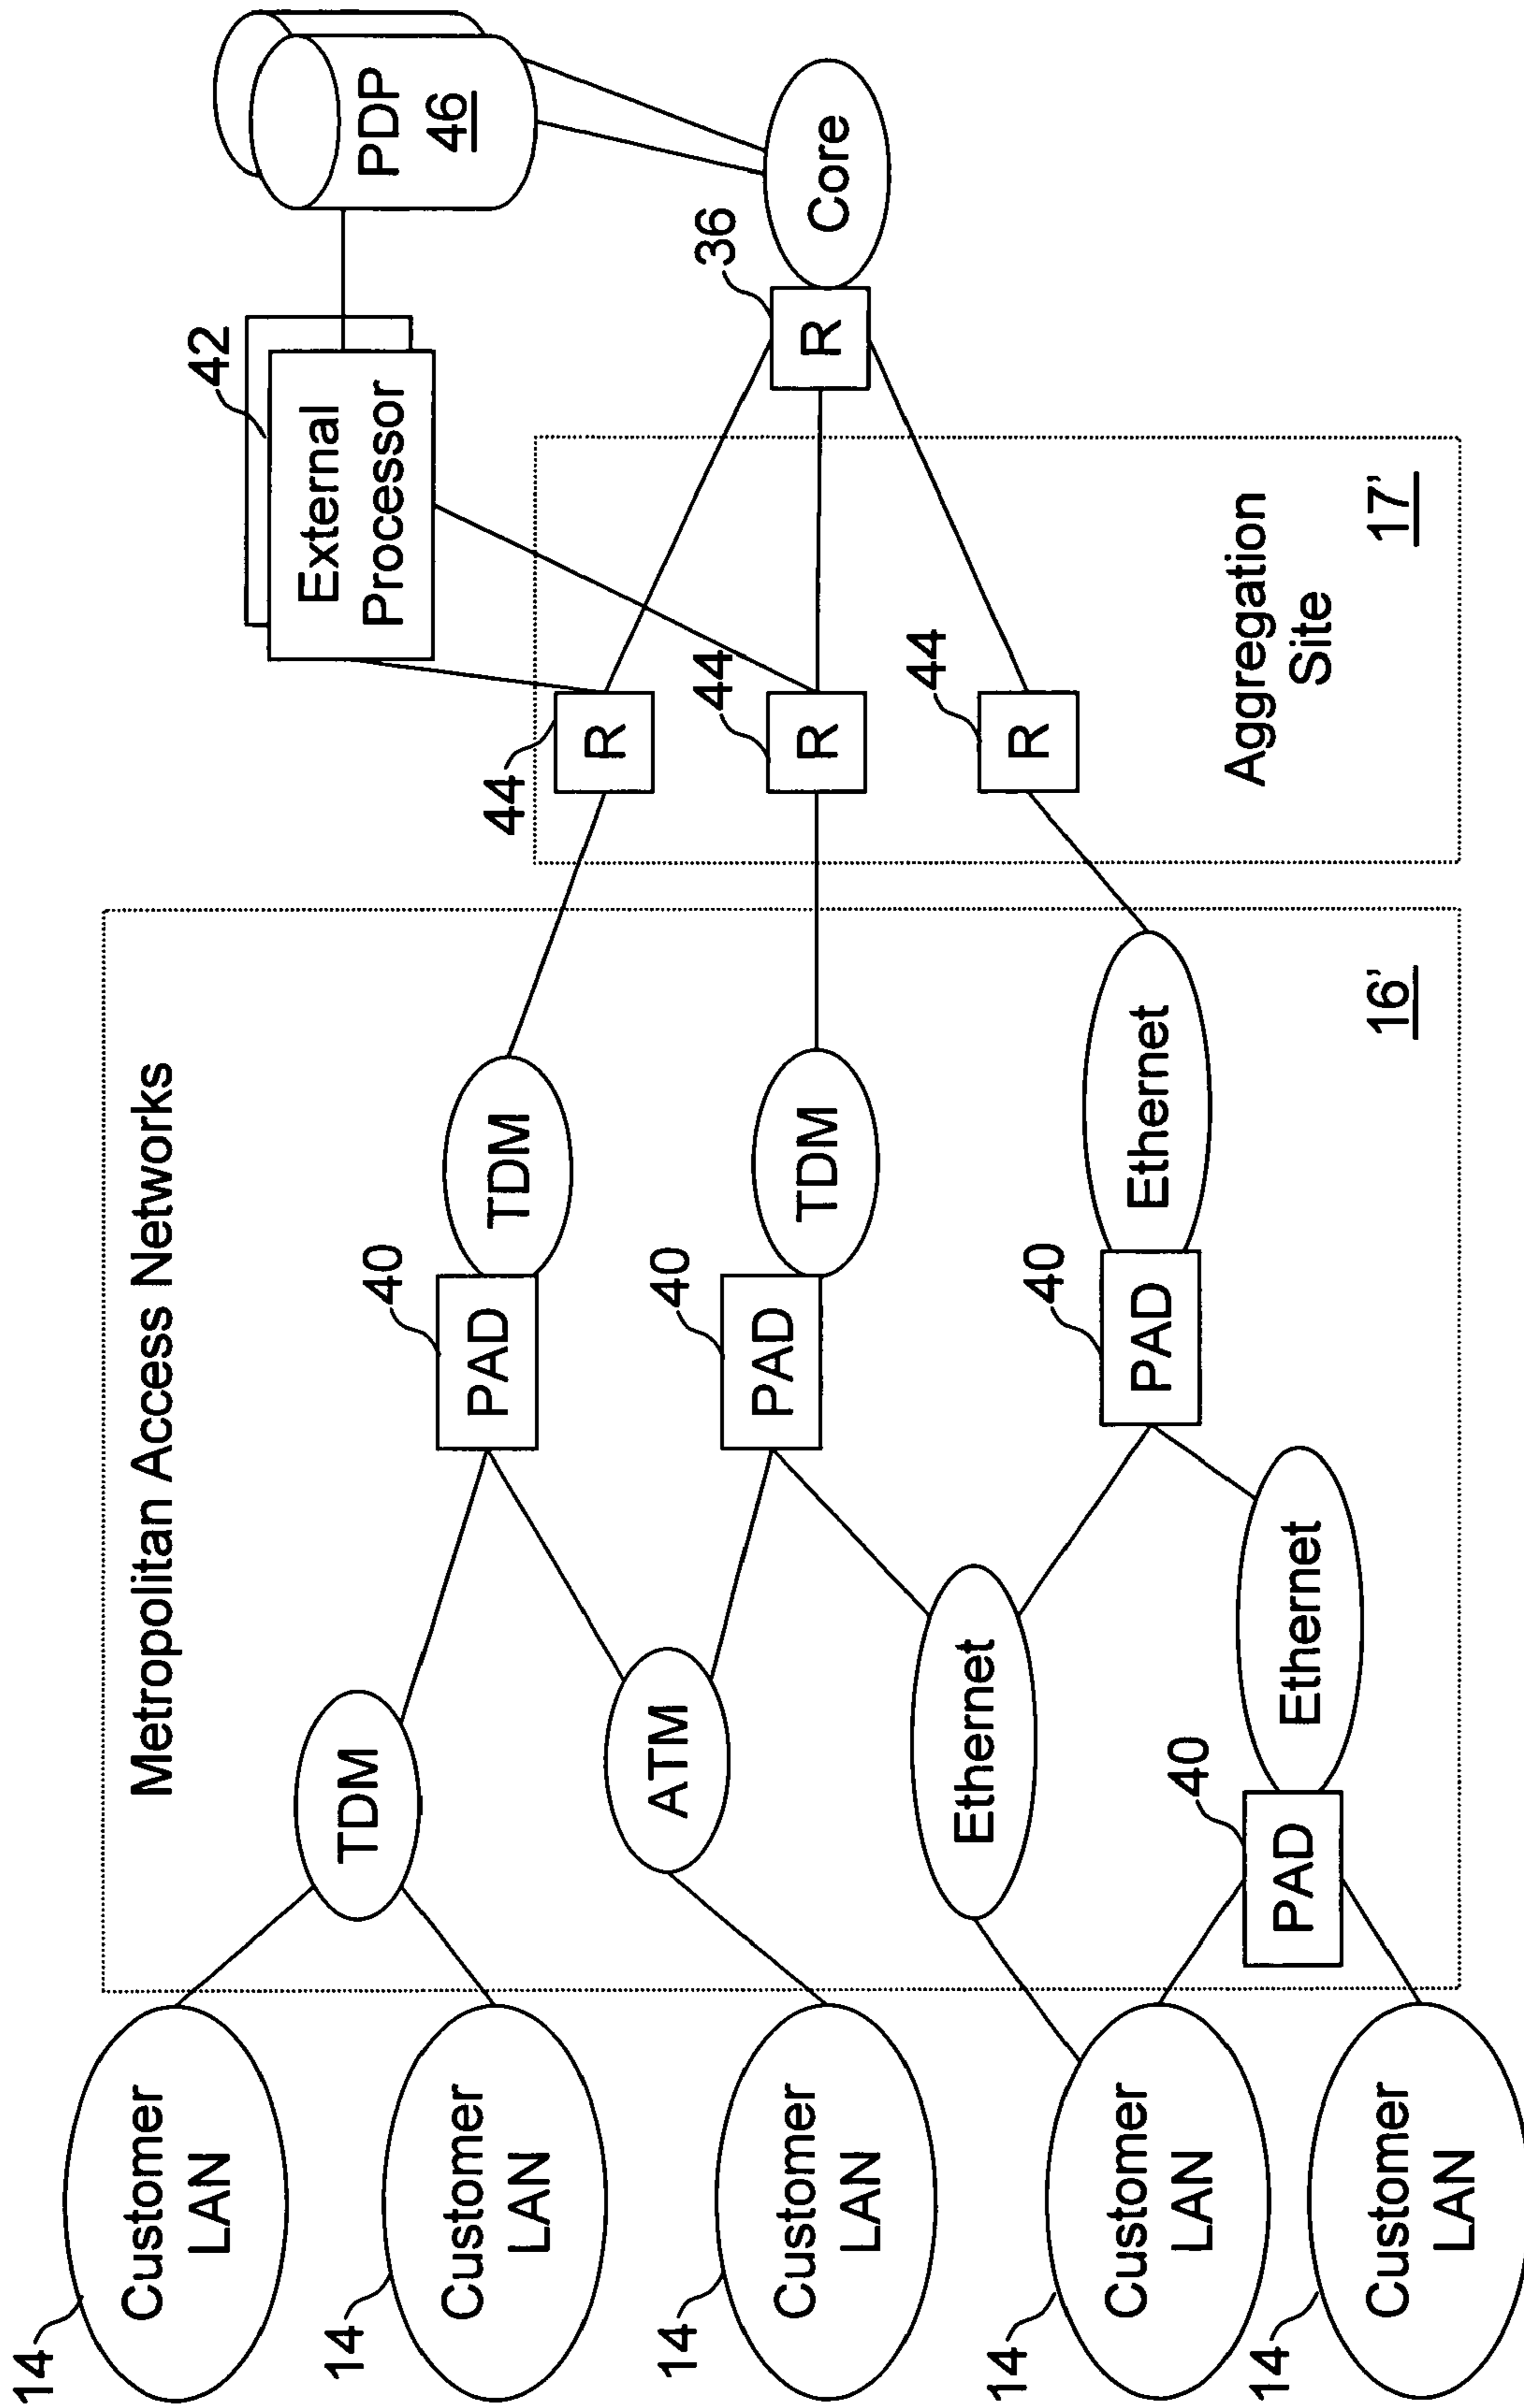 Metropolitan Access Networks
14
Customer
LAN
14
Customer
LAN
14
Customer
LAN
14
Customer
LAN
14
Customer
LAN
TDM
ATM
Ethernet
40
PAD
Ethernet
40
PAD
40
PAD
40
PAD
TDM
TDM
Ethernet
16'
44
R
44
R
44
R
Aggregation
Site
17'
42
External
Processor
36
R
Core
PDP
46